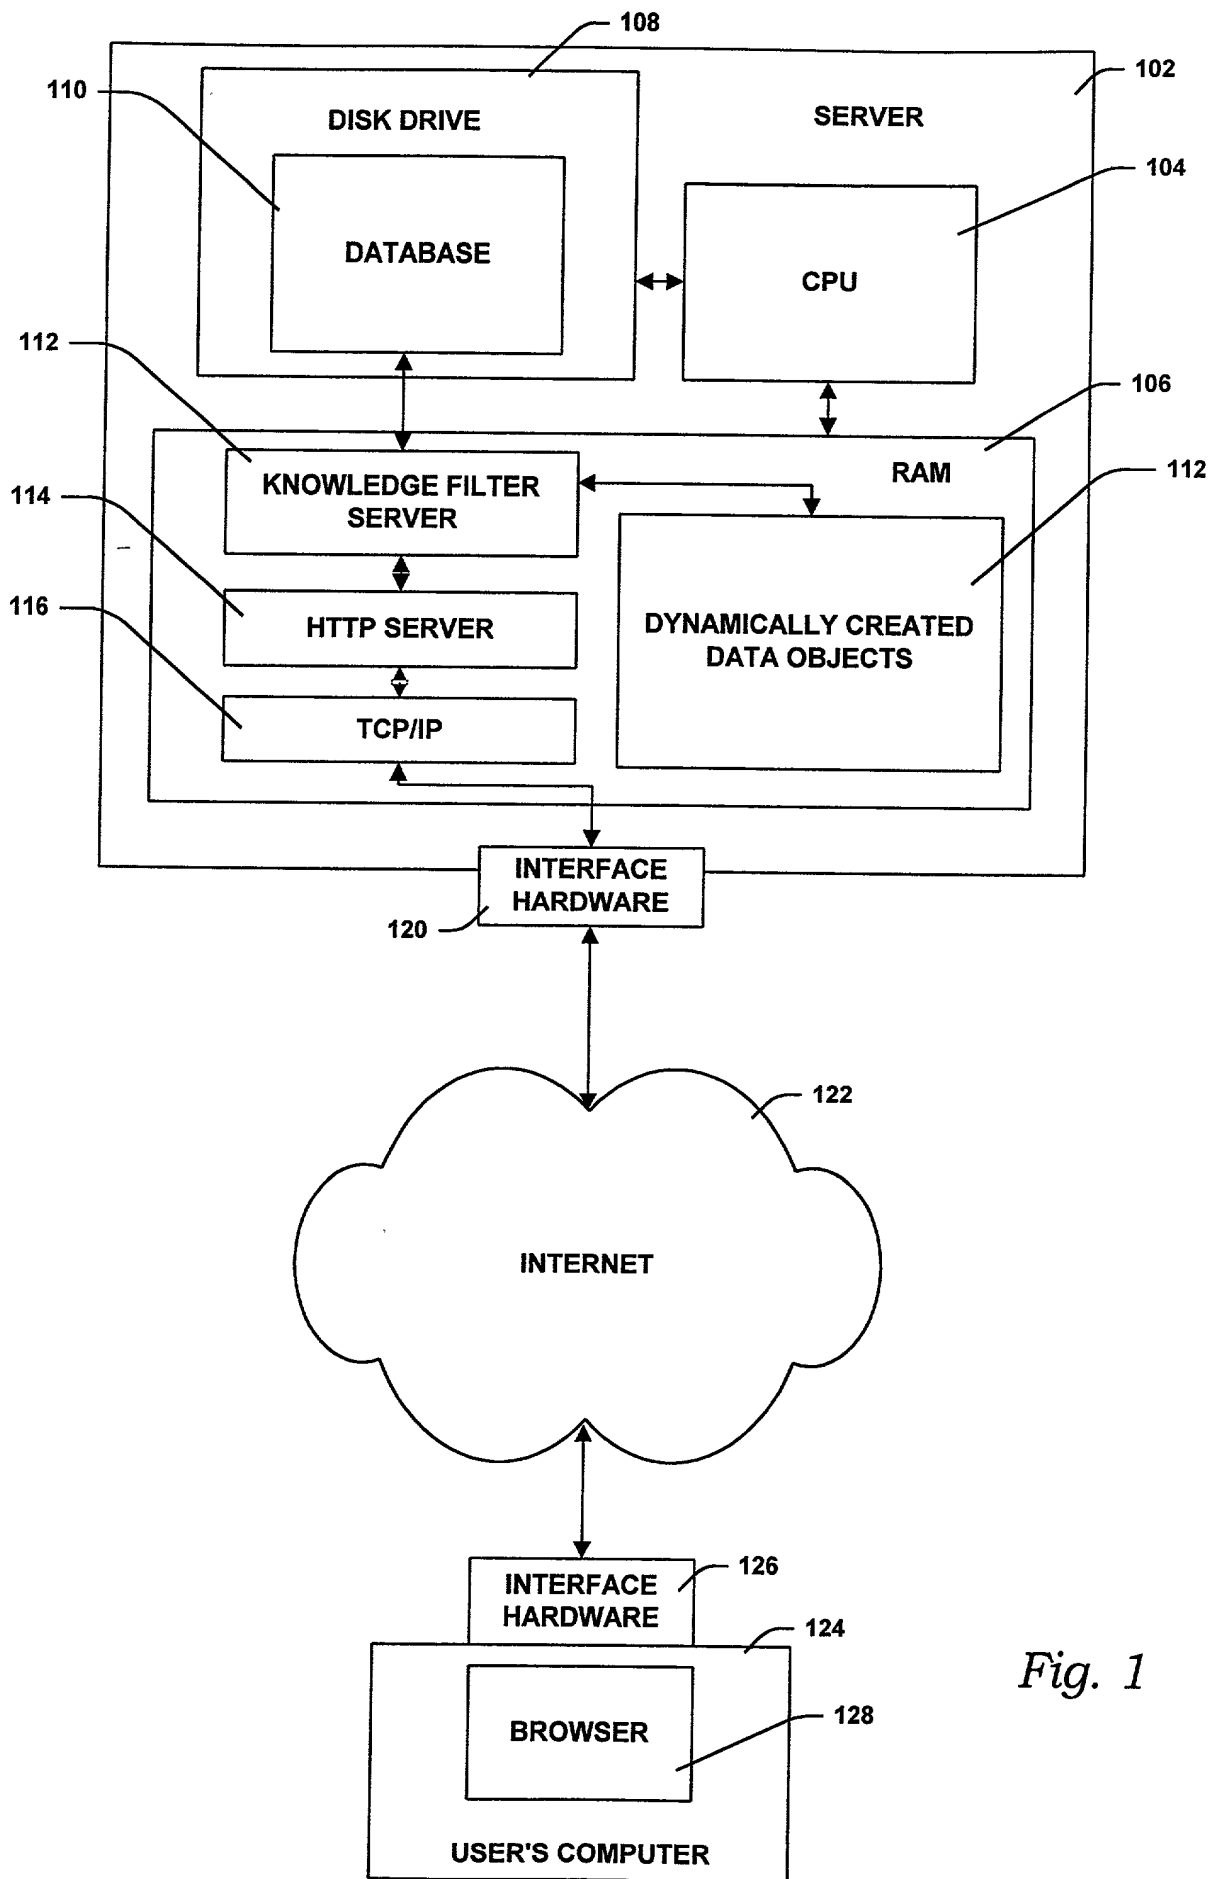 108
102
110
DISK DRIVE
SERVER
104
DATABASE
CPU
112
106
RAM
KNOWLEDGE FILTER
SERVER
112
114
116
HTTP SERVER
DYNAMICALLY CREATED
DATA OBJECTS
TCP/IP
INTERFACE
HARDWARE
120
122
INTERNET
INTERFACE
HARDWARE
126
124
Fig. 1
BROWSER
128
USER'S COMPUTER